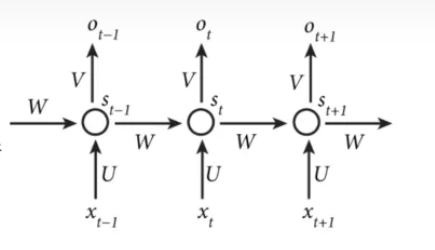 o_{t-1} o_t o_{t+1}
V V V
W s_{t-1} s_t s_{t+1}
W W W
U U U
x_{t-1} x_t x_{t+1}